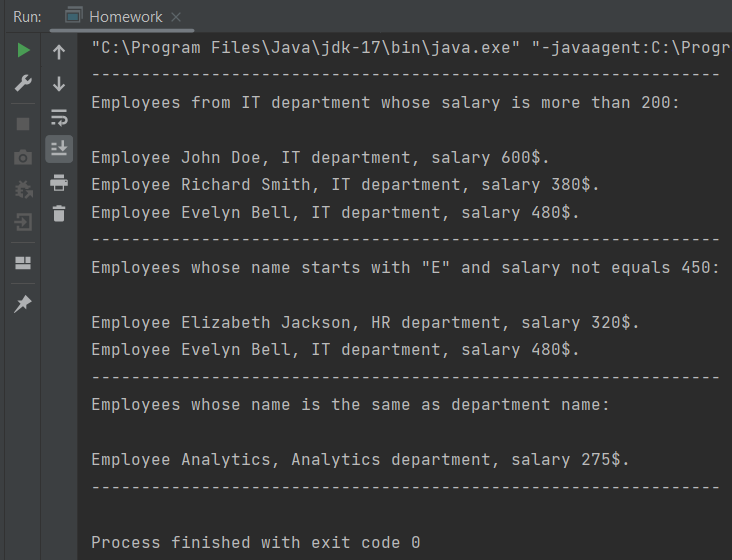 Run: Homework
"C:\Program Files\Java\jdk-17\bin\java.exe" "-javaagent:C:\Progr
---------------------------------------------------------------
Employees from IT department whose salary is more than 200:
Employee John Doe, IT department, salary 600$.
Employee Richard Smith, IT department, salary 380$.
Employee Evelyn Bell, IT department, salary 480$.
---------------------------------------------------------------
Employees whose name starts with "E" and salary not equals 450:
Employee Elizabeth Jackson, HR department, salary 320$.
Employee Evelyn Bell, IT department, salary 480$.
---------------------------------------------------------------
Employees whose name is the same as department name:
Employee Analytics, Analytics department, salary 275$.
---------------------------------------------------------------
Process finished with exit code 0